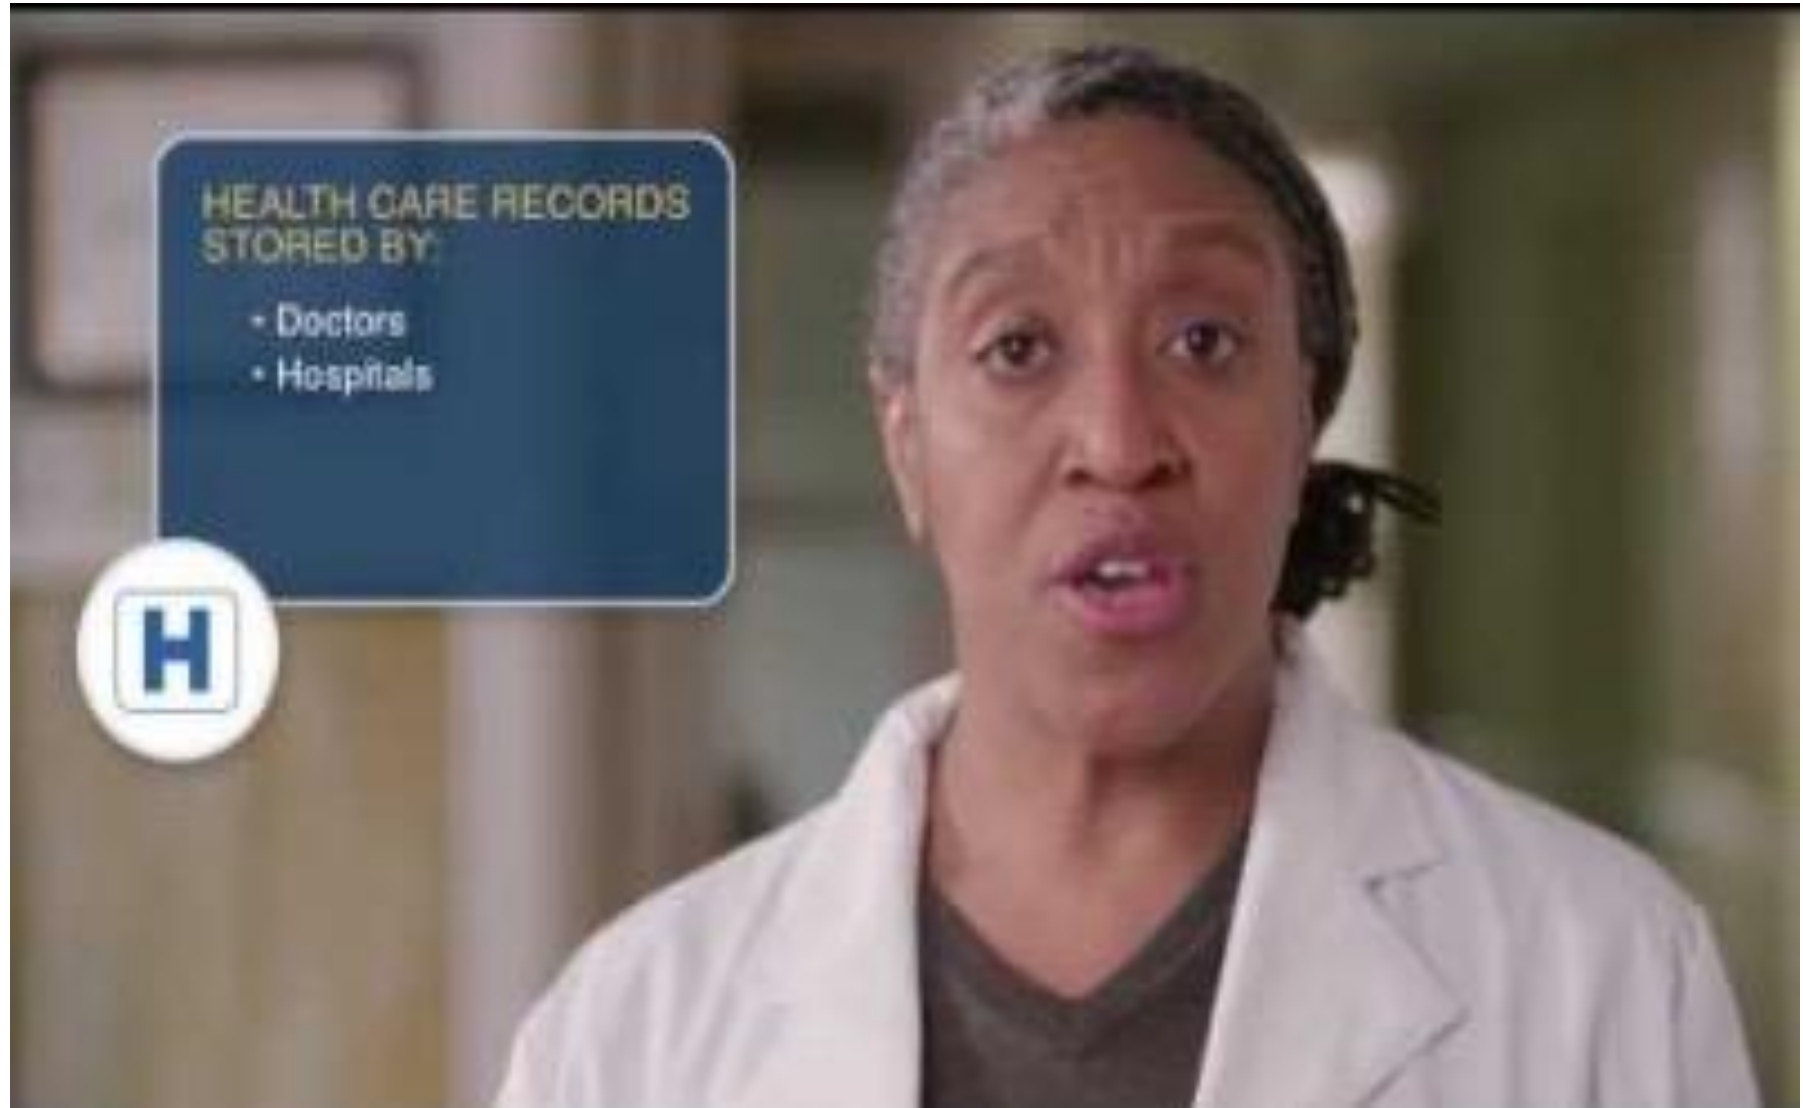 HEALTH CARE RECORDS
STORED BY:
• Doctors
• Hospitals
H